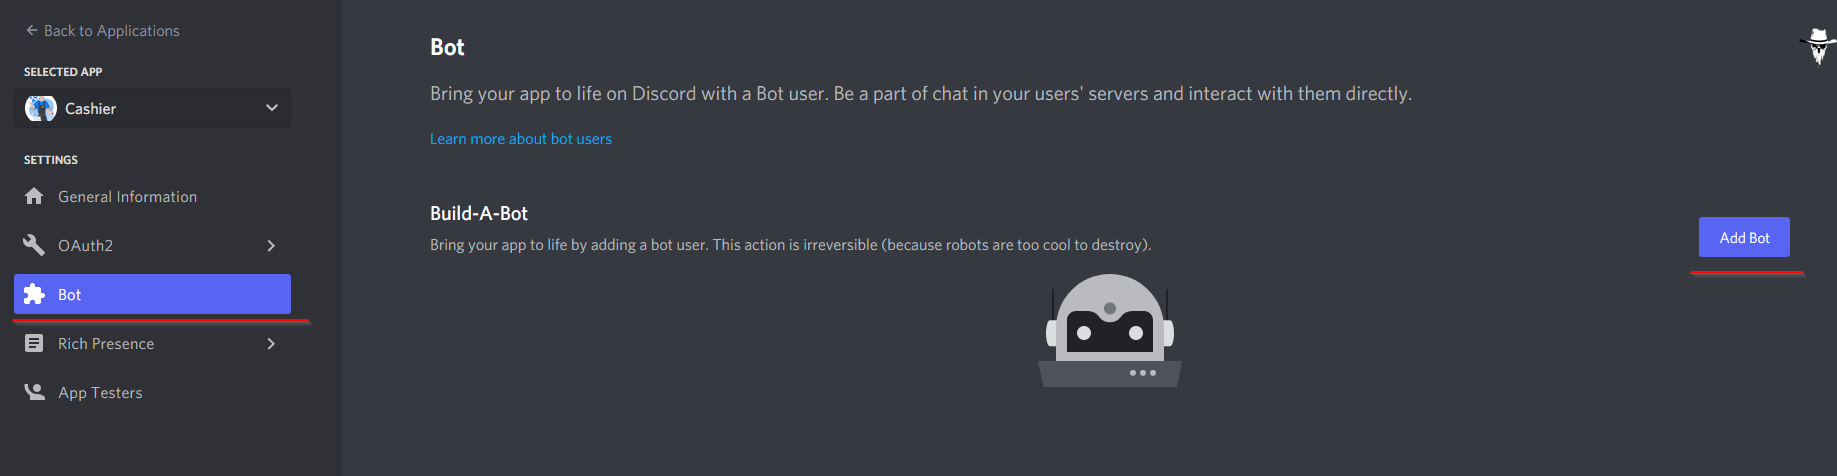 Back to Applications
SELECTED APP
Cashier
SETTINGS
General Information
OAuth2
Bot
Rich Presence
App Testers
Bot
Bring your app to life on Discord with a Bot user. Be a part of chat in your users' servers and interact with them directly.
Learn more about bot users
Build-A-Bot
Bring your app to life by adding a bot user. This action is irreversible (because robots are too cool to destroy).
Add Bot